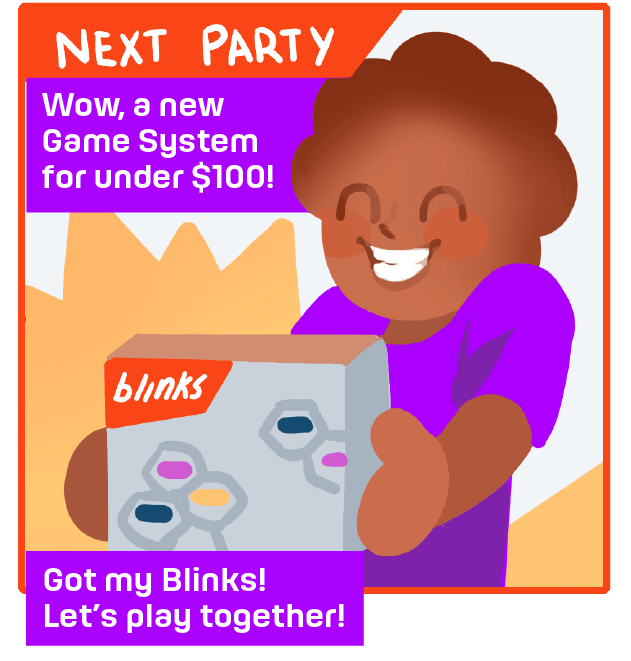 NEXT PARTY
Wow, a new
Game System
for under $100!
blinks
Got my Blinks!
Let's play together!